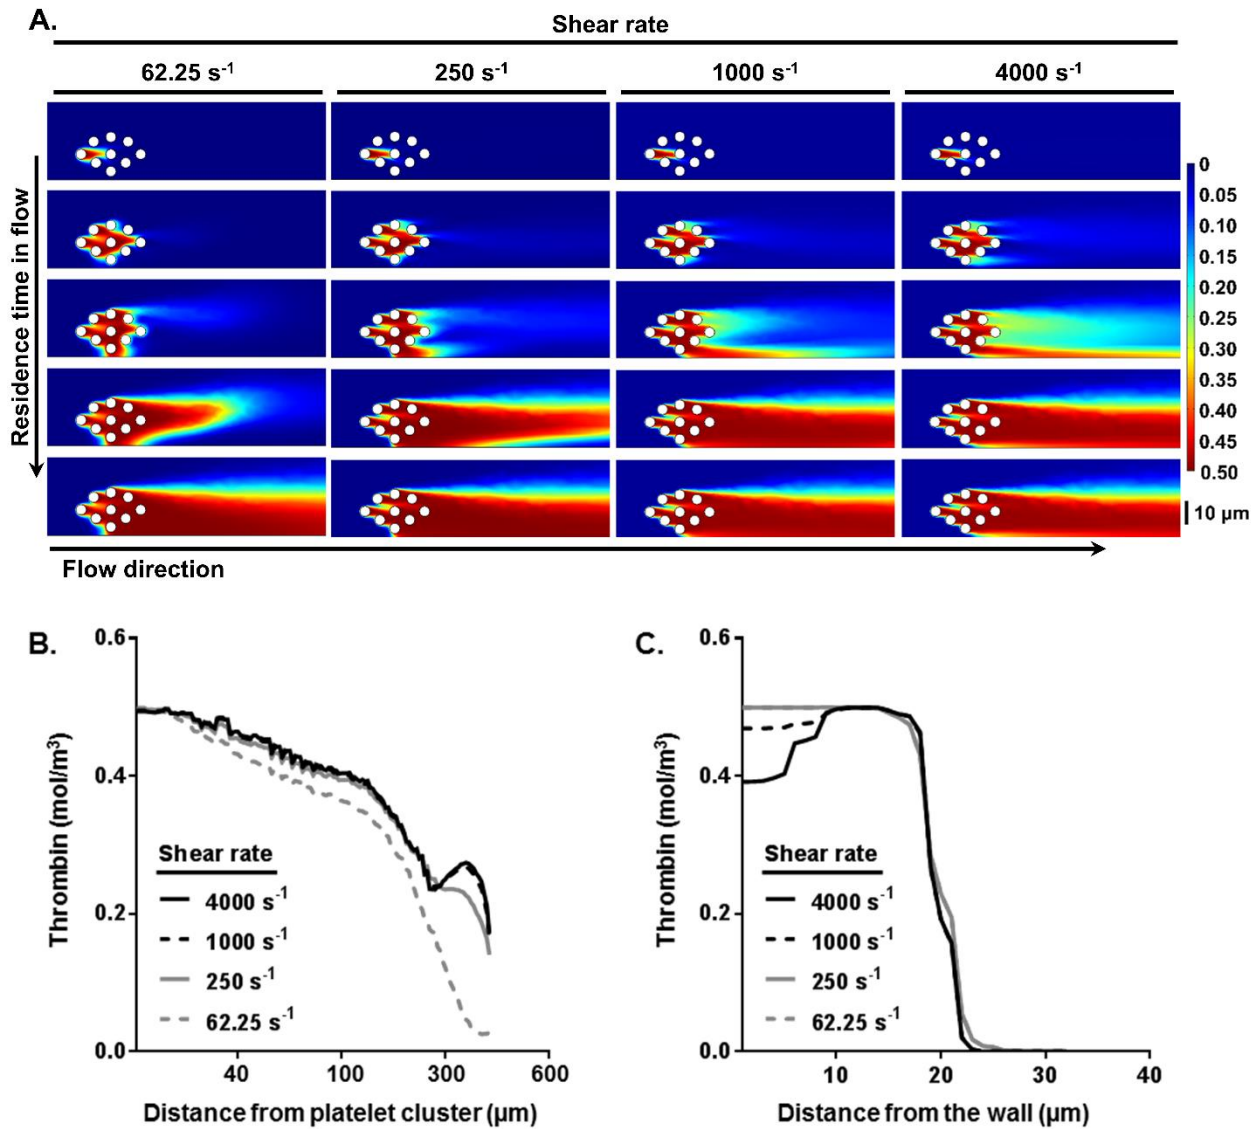 A.
Shear rate
62.25 s-1
250 s-1
1000 s-1
4000 s-1
Residence time in flow
0
0.05
0.10
0.15
0.20
0.25
0.30
0.35
0.40
0.45
0.50
10 µm
Flow direction
B.
Thrombin (mol/m3)
0.6
0.4
0.2
0.0
Shear rate
4000 s-1
1000 s-1
250 s-1
62.25 s-1
40
100
300
600
Distance from platelet cluster (µm)
C.
Thrombin (mol/m3)
0.6
0.4
0.2
0.0
Shear rate
4000 s-1
1000 s-1
250 s-1
62.25 s-1
10
20
30
40
Distance from the wall (µm)